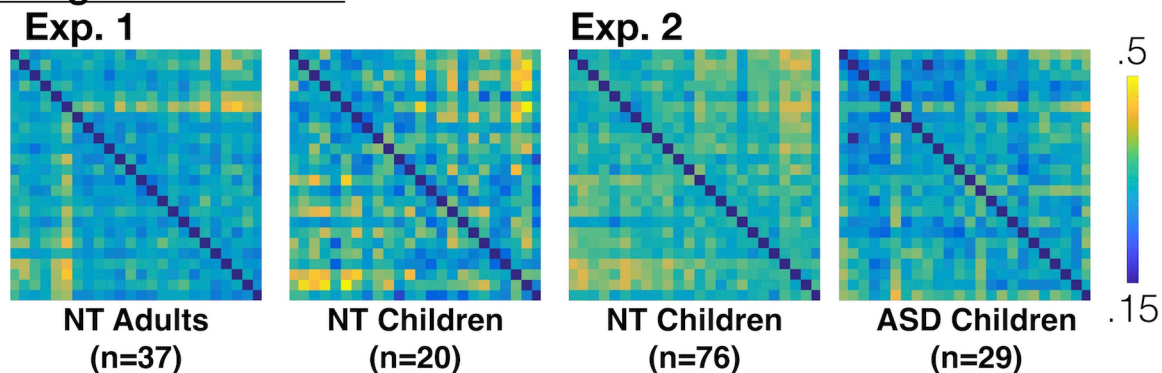 Exp. 1
Exp. 2
.5
.15
NT Adults
(n=37)
NT Children
(n=20)
NT Children
(n=76)
ASD Children
(n=29)